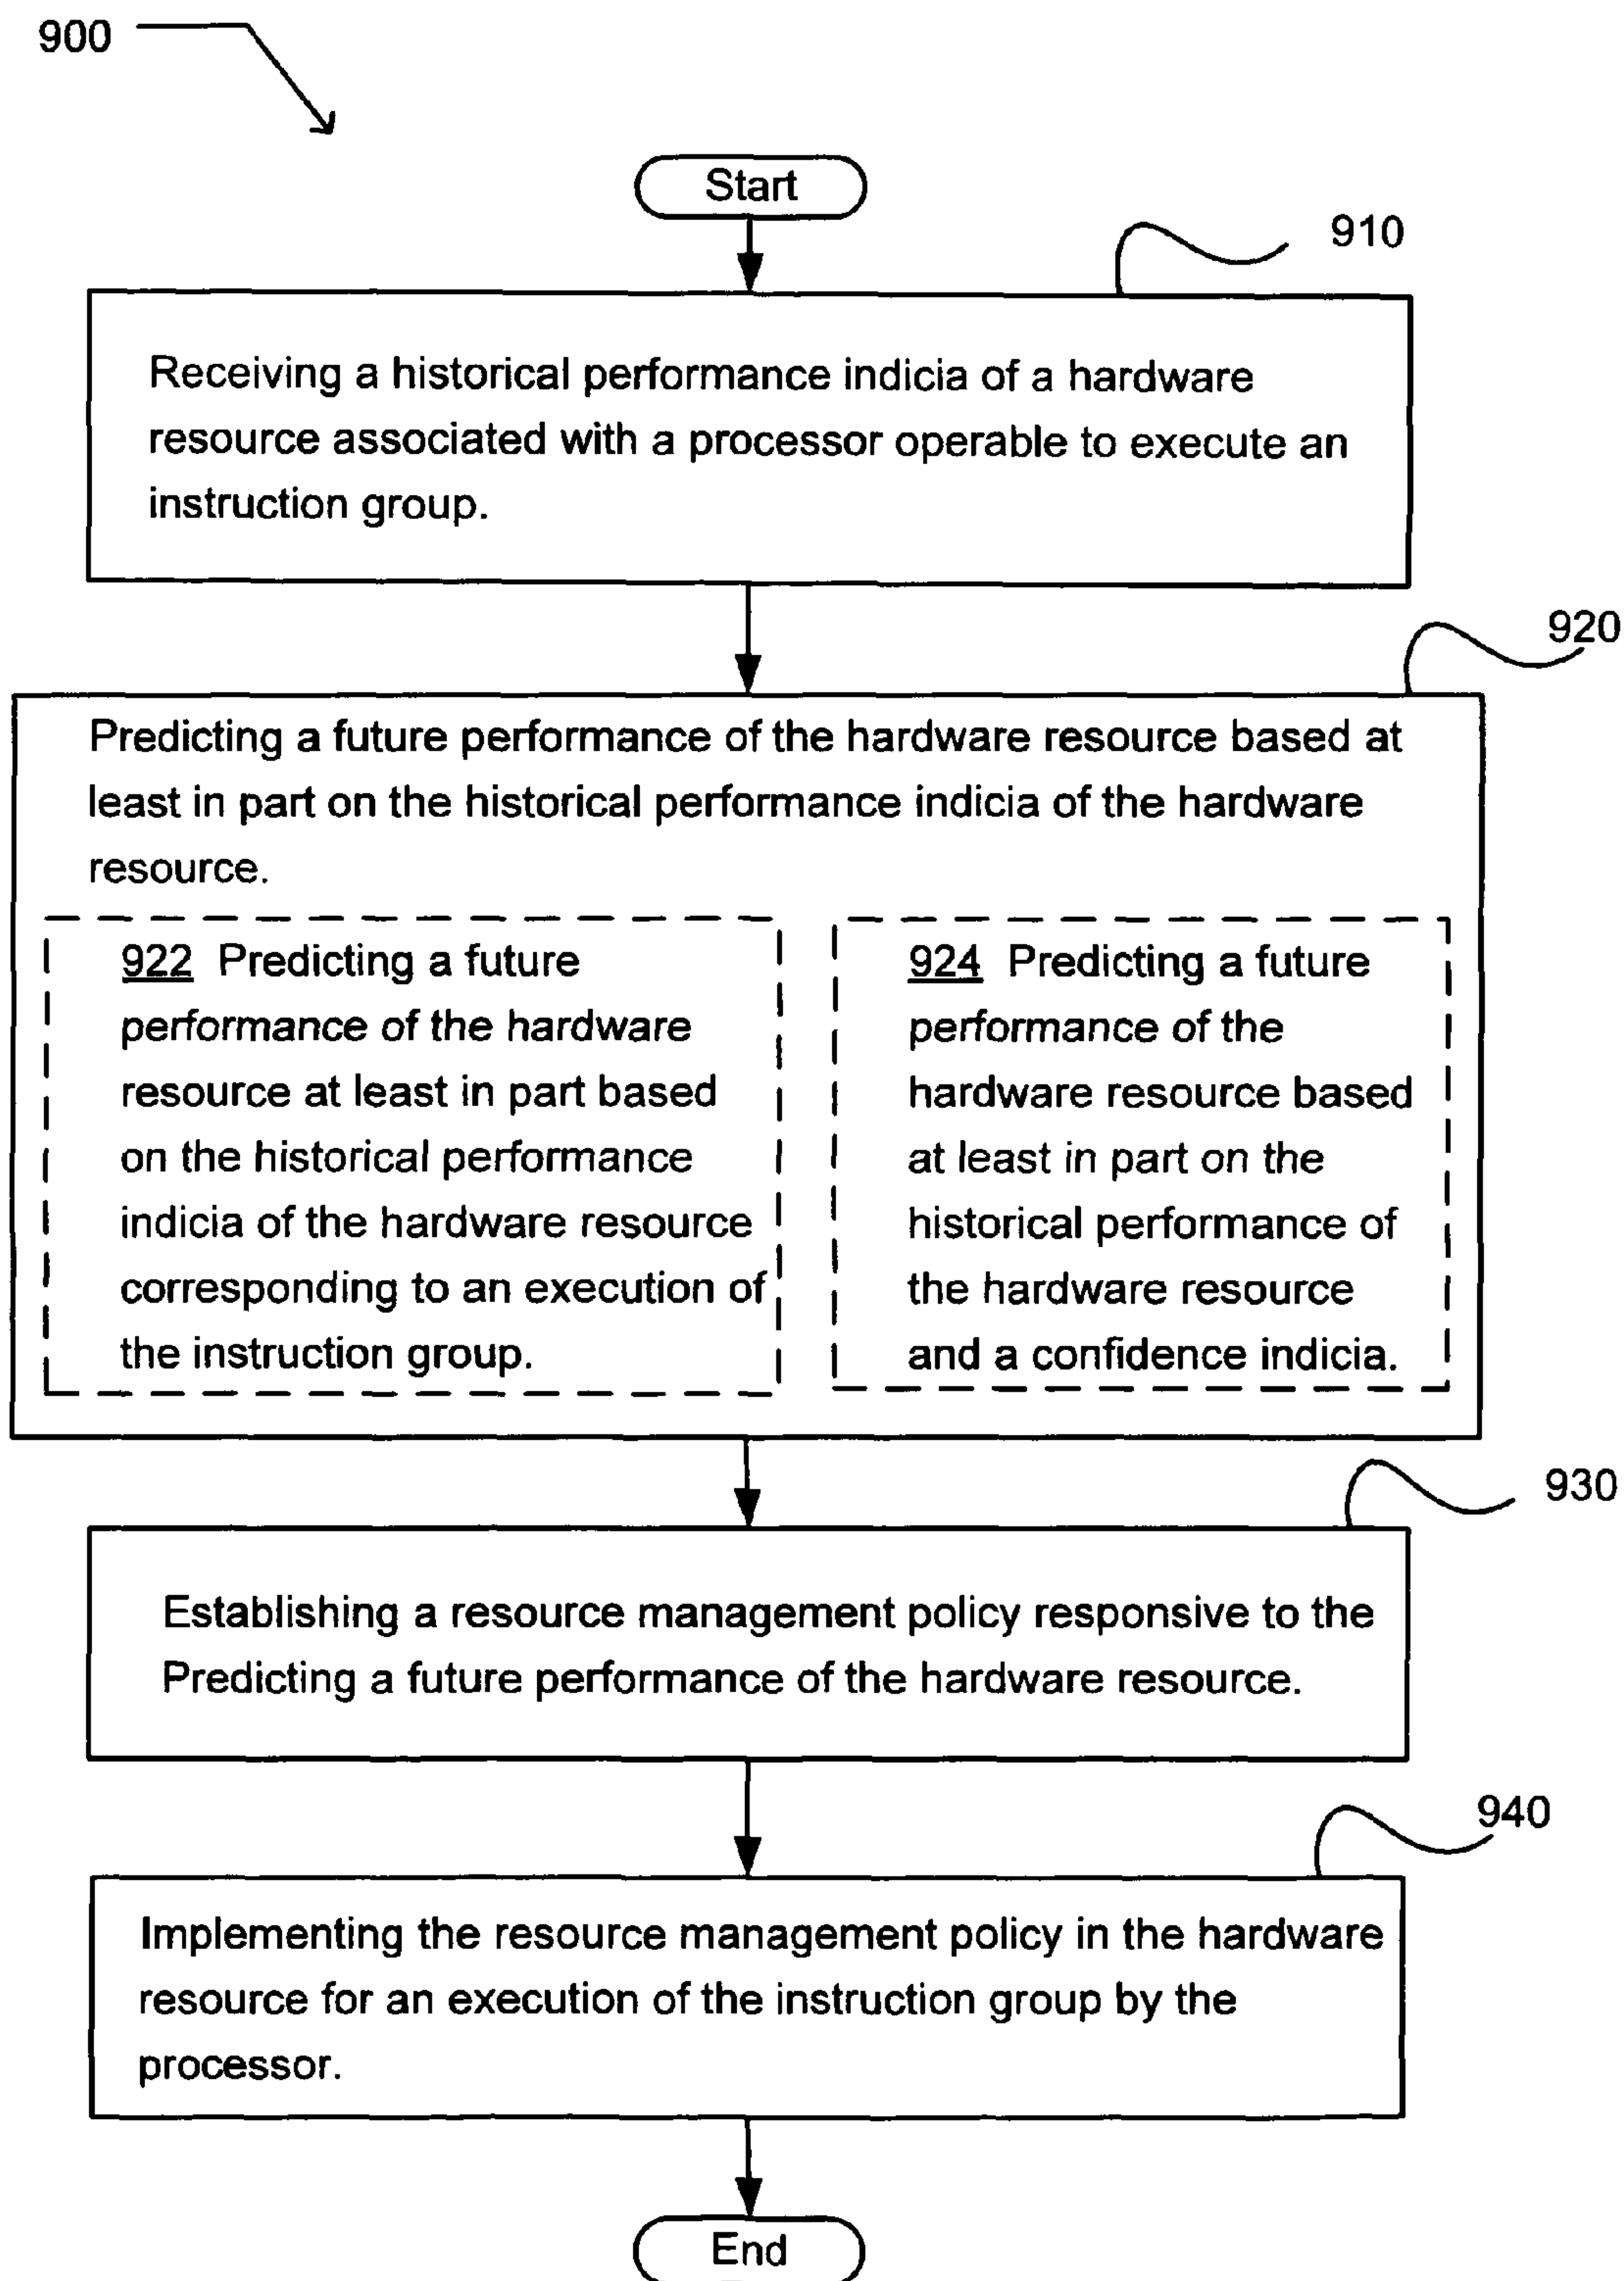 900
Start
910
Receiving a historical performance indicia of a hardware
resource associated with a processor operable to execute an
instruction group.
920
Predicting a future performance of the hardware resource based at
least in part on the historical performance indicia of the hardware
resource.
922 Predicting a future
performance of the hardware
resource at least in part based
on the historical performance
indicia of the hardware resource
corresponding to an execution of
the instruction group.
924 Predicting a future
performance of the
hardware resource based
at least in part on the
historical performance of
the hardware resource
and a confidence indicia.
930
Establishing a resource management policy responsive to the
Predicting a future performance of the hardware resource.
940
Implementing the resource management policy in the hardware
resource for an execution of the instruction group by the
processor.
End